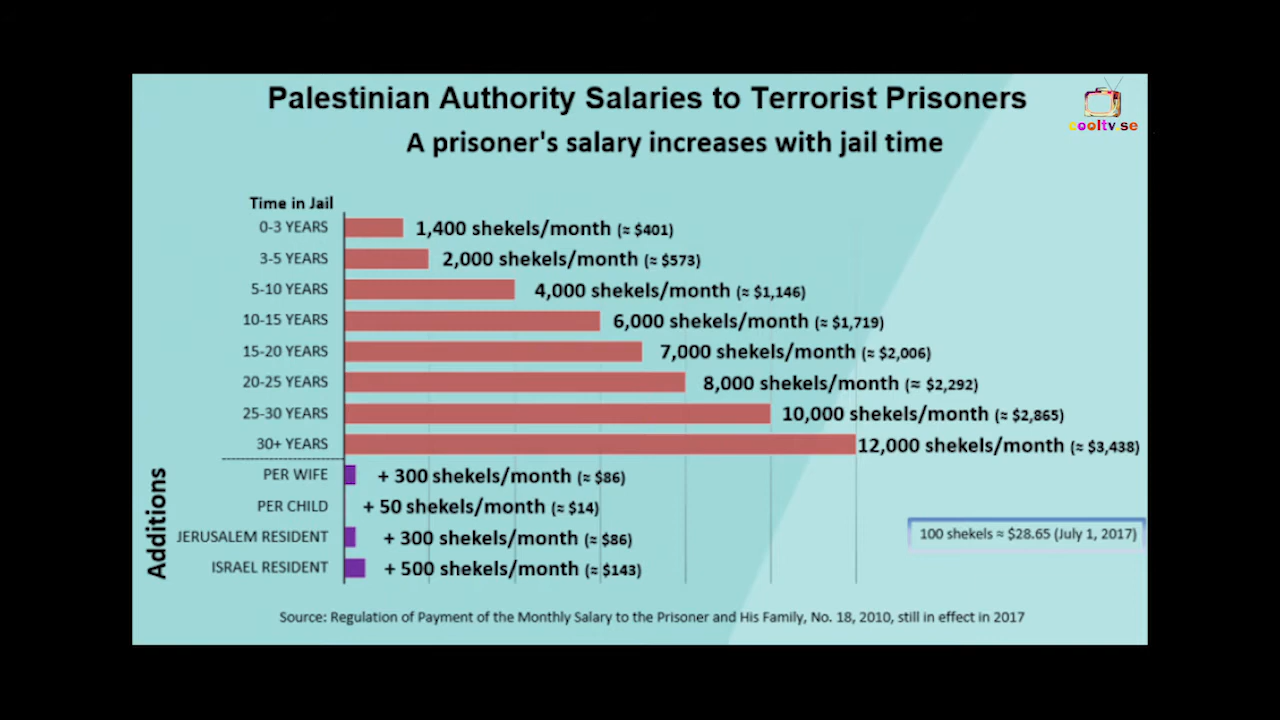 Palestinian Authority Salaries to Terrorist Prisoners
cooltv.se
A prisoner's salary increases with jail time
Time in Jail
0-3 YEARS 1,400 shekels/month (≈ $401)
3-5 YEARS 2,000 shekels/month (≈ $573)
5-10 YEARS 4,000 shekels/month (≈ $1,146)
10-15 YEARS 6,000 shekels/month (≈ $1,719)
15-20 YEARS 7,000 shekels/month (≈ $2,006)
20-25 YEARS 8,000 shekels/month (≈ $2,292)
25-30 YEARS 10,000 shekels/month (≈ $2,865)
30+ YEARS 12,000 shekels/month (≈ $3,438)
Additions
PER WIFE + 300 shekels/month (≈ $86)
PER CHILD + 50 shekels/month (≈ $14)
JERUSALEM RESIDENT + 300 shekels/month (≈ $86)
ISRAEL RESIDENT + 500 shekels/month (≈ $143)
100 shekels ≈ $28.65 (July 1, 2017)
Source: Regulation of Payment of the Monthly Salary to the Prisoner and His Family, No. 18, 2010, still in effect in 2017